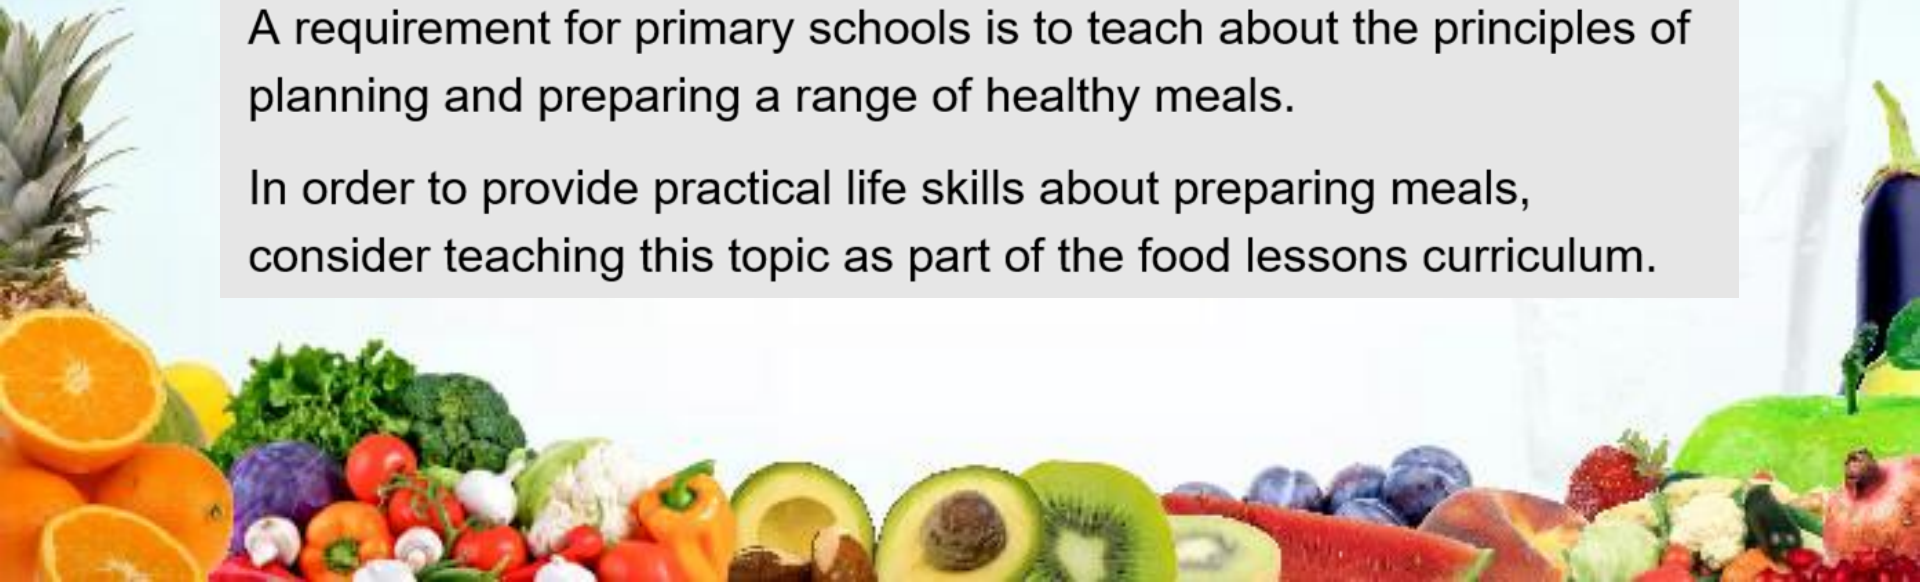 A requirement for primary schools is to teach about the principles of
planning and preparing a range of healthy meals.
In order to provide practical life skills about preparing meals,
consider teaching this topic as part of the food lessons curriculum.